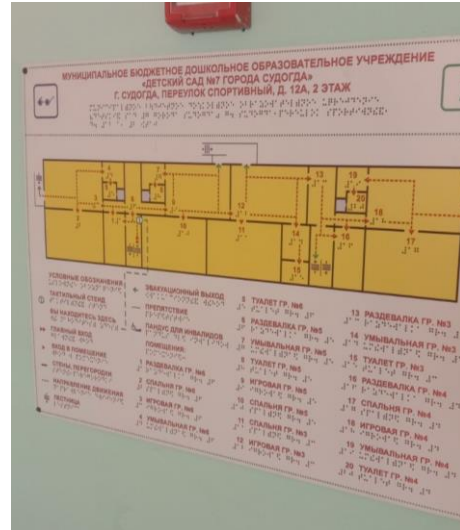 МУНИЦИПАЛЬНОЕ БЮДЖЕТНОЕ ДОШКОЛЬНОЕ ОБРАЗОВАТЕЛЬНОЕ УЧРЕЖДЕНИЕ
«ДЕТСКИЙ САД №7 ГОРОДА СУДОГДА»
Г. СУДОГДА, ПЕРЕУЛОК СПОРТИВНЫЙ, Д. 12А, 2 ЭТАЖ
УСЛОВНЫЕ ОБОЗНАЧЕНИЯ
ТАКТИЛЬНЫЙ СТЕНД
ВЫ НАХОДИТЕСЬ ЗДЕСЬ
ГЛАВНЫЙ ВХОД
ВХОД В ПОМЕЩЕНИЕ
СТЕНЫ, ПЕРЕГОРОДКИ
НАПРАВЛЕНИЕ ДВИЖЕНИЯ
ЛЕСТНИЦА
ЭВАКУАЦИОННЫЙ ВЫХОД
ПРЕПЯТСТВИЕ
ПАНДУС ДЛЯ ИНВАЛИДОВ
ПОМЕЩЕНИЯ:
РАЗДЕВАЛКА ГР. №6
СПАЛЬНЯ ГР. №6
ИГРОВАЯ ГР. №6
УМЫВАЛЬНАЯ ГР. №6
5 ТУАЛЕТ ГР. №6
6 РАЗДЕВАЛКА ГР. №5
7 УМЫВАЛЬНАЯ ГР. №5
8 ТУАЛЕТ ГР. №5
9 ИГРОВАЯ ГР. №5
10 СПАЛЬНЯ ГР. №5
11 СПАЛЬНЯ ГР. №3
12 ИГРОВАЯ ГР. №3
13 РАЗДЕВАЛКА ГР. №3
14 УМЫВАЛЬНАЯ ГР. №3
15 ТУАЛЕТ ГР. №3
16 РАЗДЕВАЛКА ГР. №4
17 СПАЛЬНЯ ГР. №4
18 ИГРОВАЯ ГР. №4
19 УМЫВАЛЬНАЯ ГР. №4
20 ТУАЛЕТ ГР. №4